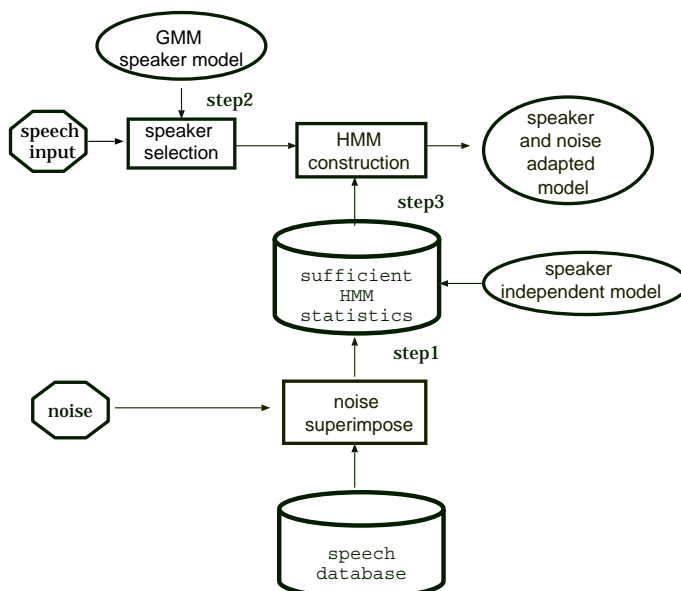 GMM
speaker model
step2
speech
input
speaker
selection
HMM
construction
speaker
and noise
adapted
model
step3
sufficient
HMM
statistics
speaker
independent model
step1
noise
noise
superimpose
speech
database